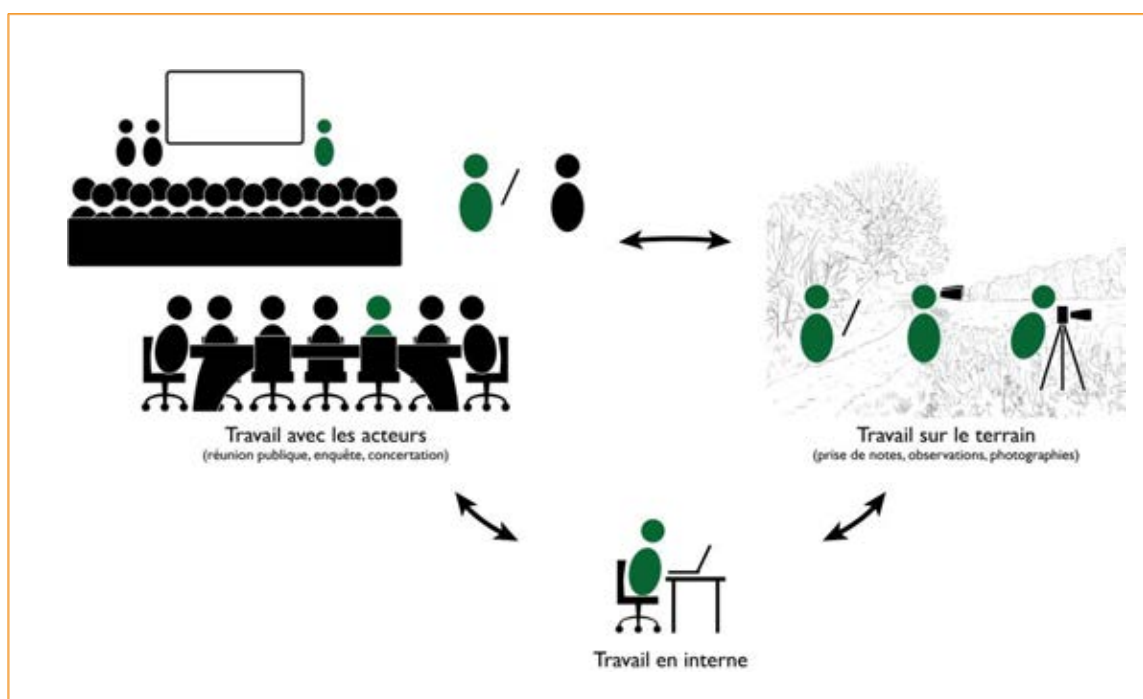 Travail avec les acteurs
(réunion publique, enquête, concertation)
Travail sur le terrain
(prise de notes, observations, photographies)
Travail en interne